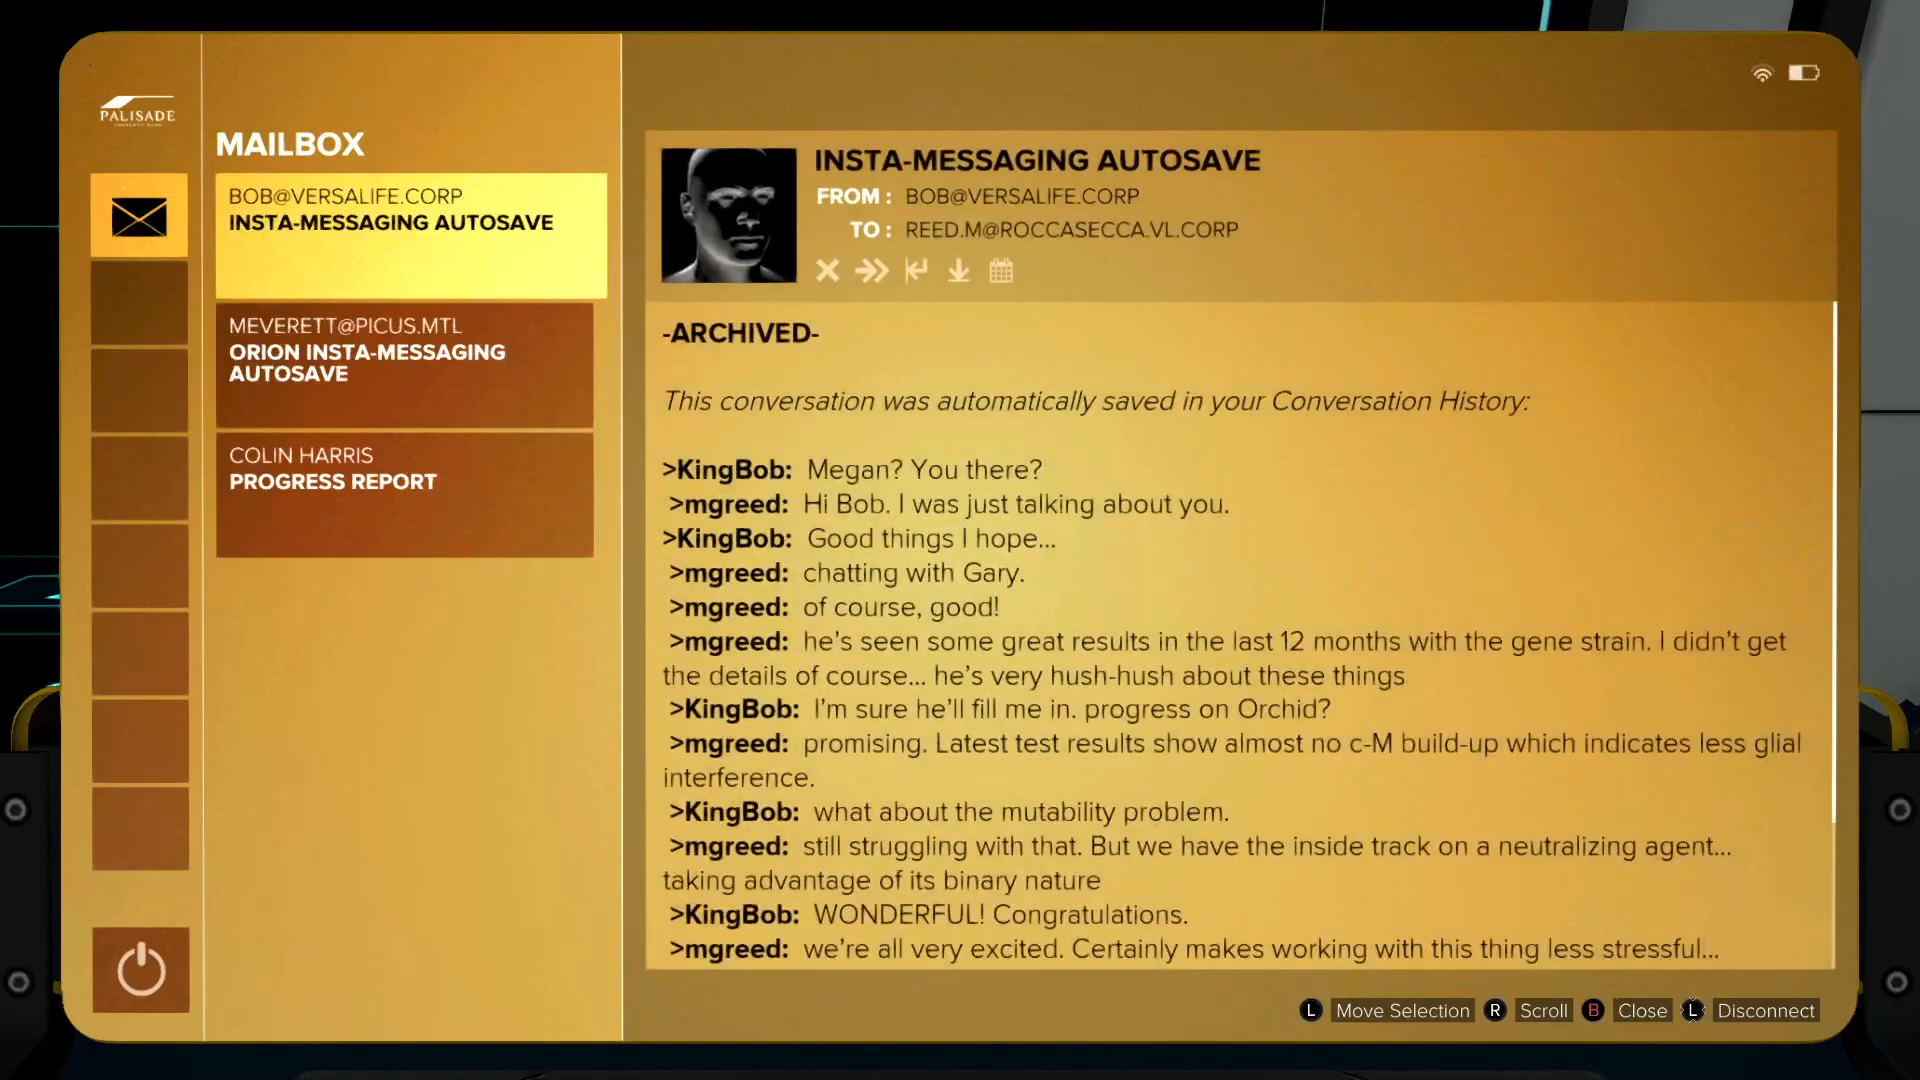 PALISADE
MAILBOX
BOB@VERSALIFE.CORP
INSTA-MESSAGING AUTOSAVE
MEVERETT@PICUS.MTL
ORION INSTA-MESSAGING
AUTOSAVE
COLIN HARRIS
PROGRESS REPORT
INSTA-MESSAGING AUTOSAVE
FROM : BOB@VERSALIFE.CORP
TO : REED.M@ROCCASECCA.VL.CORP
-ARCHIVED-
This conversation was automatically saved in your Conversation History:
>KingBob: Megan? You there?
>mgreed: Hi Bob. I was just talking about you.
>KingBob: Good things I hope...
>mgreed: chatting with Gary.
>mgreed: of course, good!
>mgreed: he's seen some great results in the last 12 months with the gene strain. I didn't get
the details of course... he's very hush-hush about these things
>KingBob: I'm sure he'll fill me in. progress on Orchid?
>mgreed: promising. Latest test results show almost no c-M build-up which indicates less glial
interference.
>KingBob: what about the mutability problem.
>mgreed: still struggling with that. But we have the inside track on a neutralizing agent...
taking advantage of its binary nature
>KingBob: WONDERFUL! Congratulations.
>mgreed: we're all very excited. Certainly makes working with this thing less stressful...
L Move Selection R Scroll B Close L Disconnect